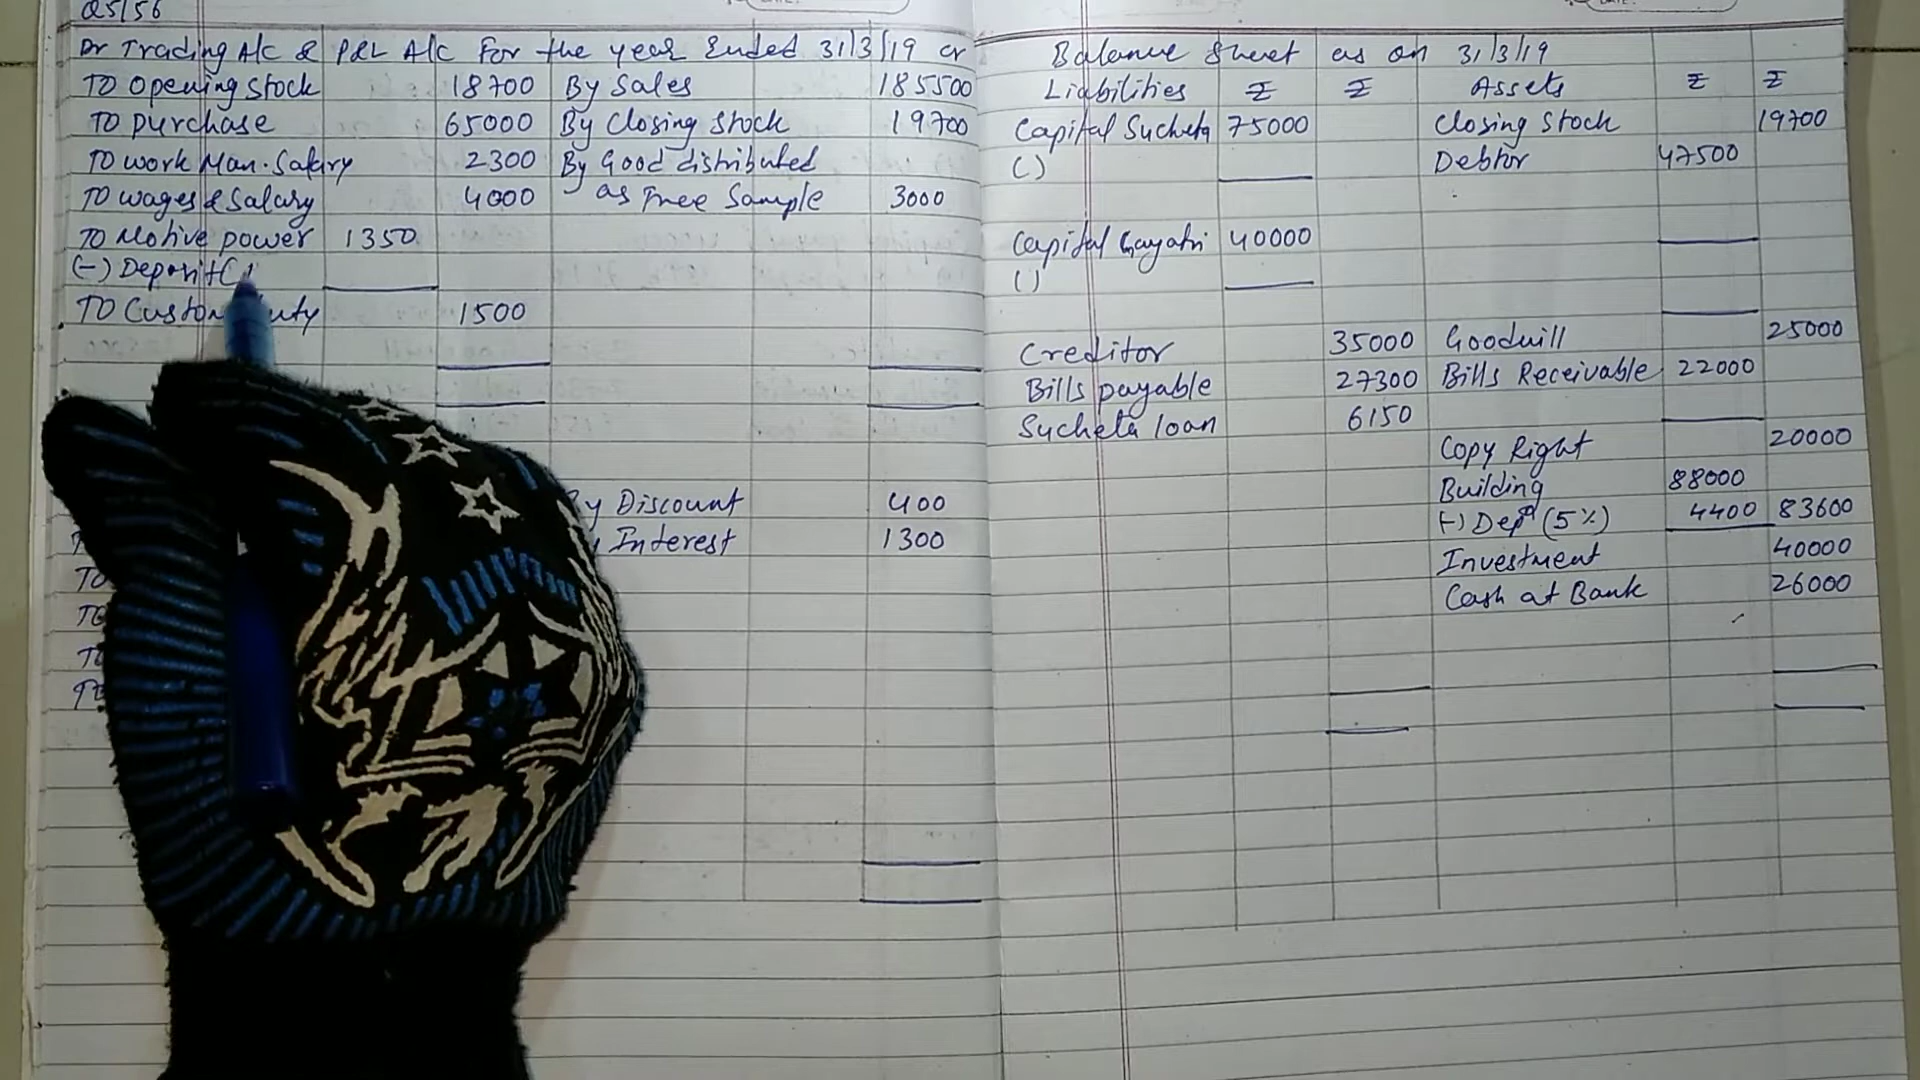 Q5/56
Dr Trading A/c & P&L A/c For the year Ended 31/3/19 cr
To Opening Stock 18700 By Sales 185500
To purchase 65000 By Closing Stock 19700
To work Man. Salary 2300 By Good distributed
To wages & Salary 4000 as Free Sample 3000
To Motive power 1350
(-) Deposit (
To Custom uty 1500
By Discount 400
Interest 1300
To
To
Balance Sheet as on 31/3/19
Liabilities ₹ ₹ Assets ₹ ₹
Capital Sucheta 75000 Closing Stock 19700
( ) Debtor 47500
Capital Gayatri 40000
( )
Creditor 35000 Goodwill 25000
Bills payable 27300 Bills Receivable 22000
Sucheta loan 6150
Copy Right 20000
Building 88000
(-) Depn (5%) 4400 83600
Investment 40000
Cash at Bank 26000